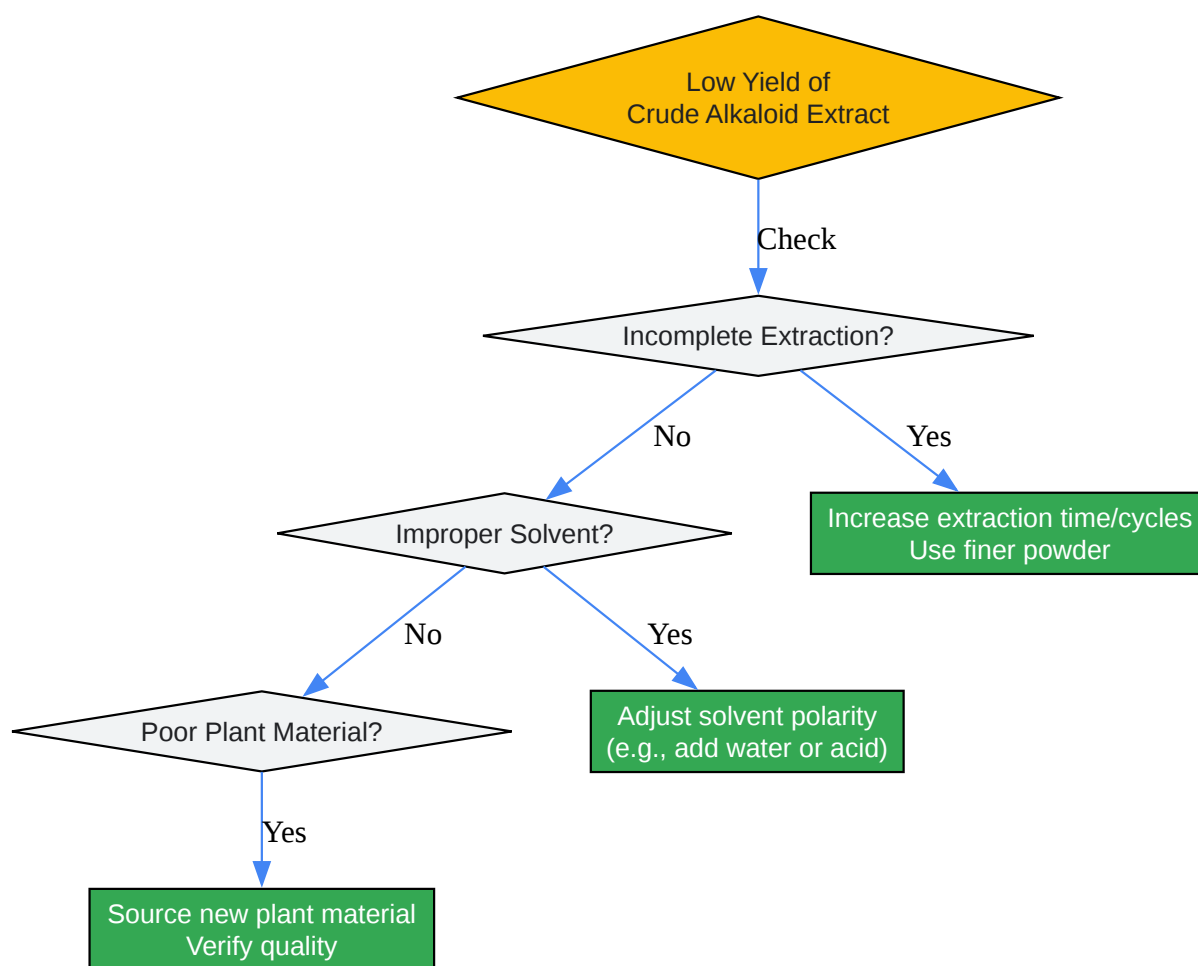 Low Yield of
Crude Alkaloid Extract
Check
Incomplete Extraction?
No
Yes
Improper Solvent?
Increase extraction time/cycles
Use finer powder
No
Yes
Poor Plant Material?
Adjust solvent polarity
(e.g., add water or acid)
Yes
Source new plant material
Verify quality